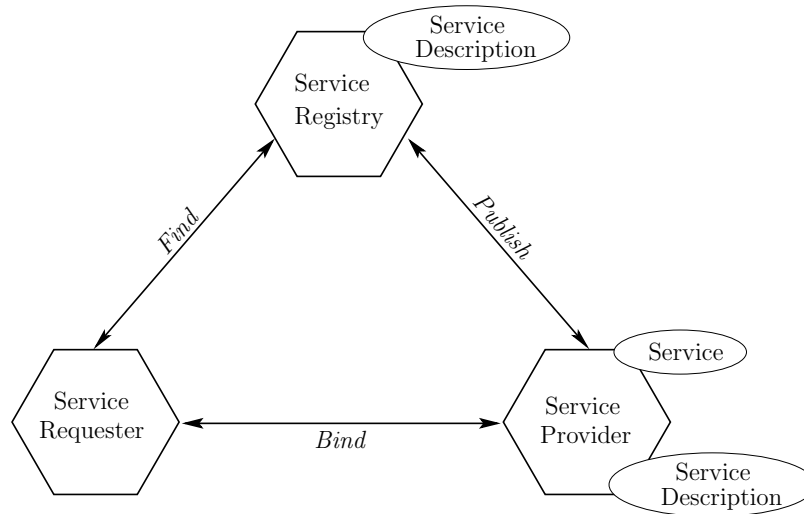 Service
Description
Service
Registry
Find
Publish
Service
Service
Requester
Bind
Service
Provider
Service
Description